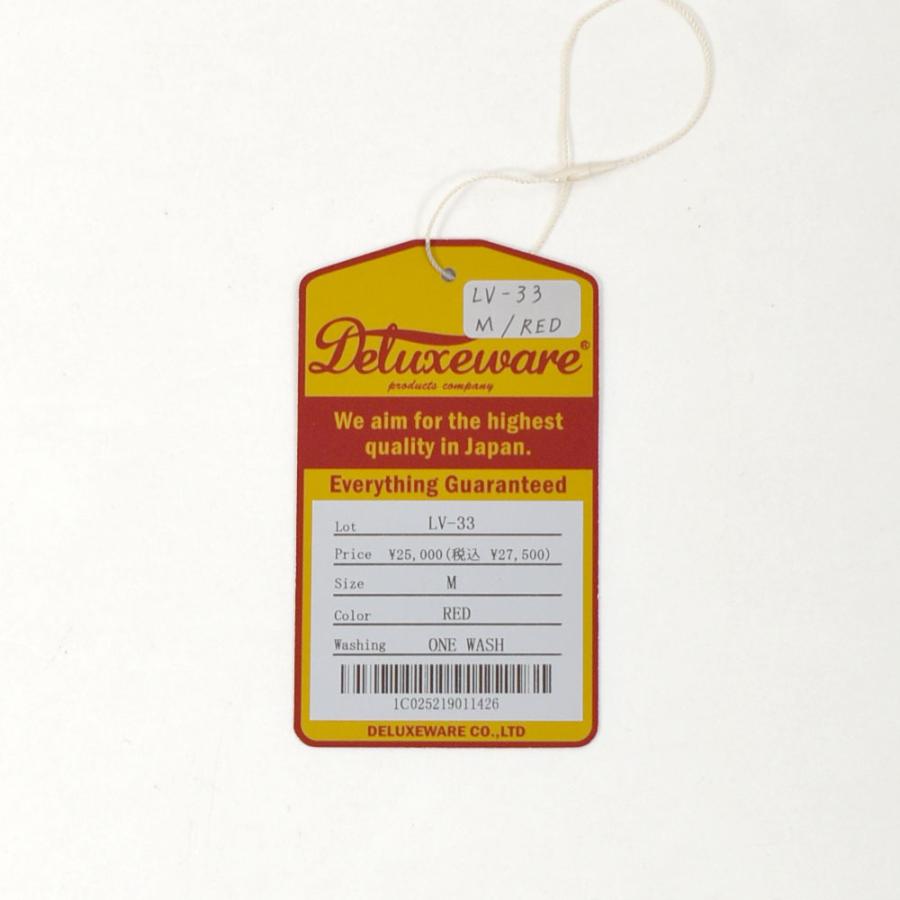 LV-33
M/RED
Deluxeware®
products company
We aim for the highest
quality in Japan.
Everything Guaranteed
Lot LV-33
Price ¥25,000(税込 ¥27,500)
Size M
Color RED
Washing ONE WASH
1C025219011426
DELUXEWARE CO.,LTD